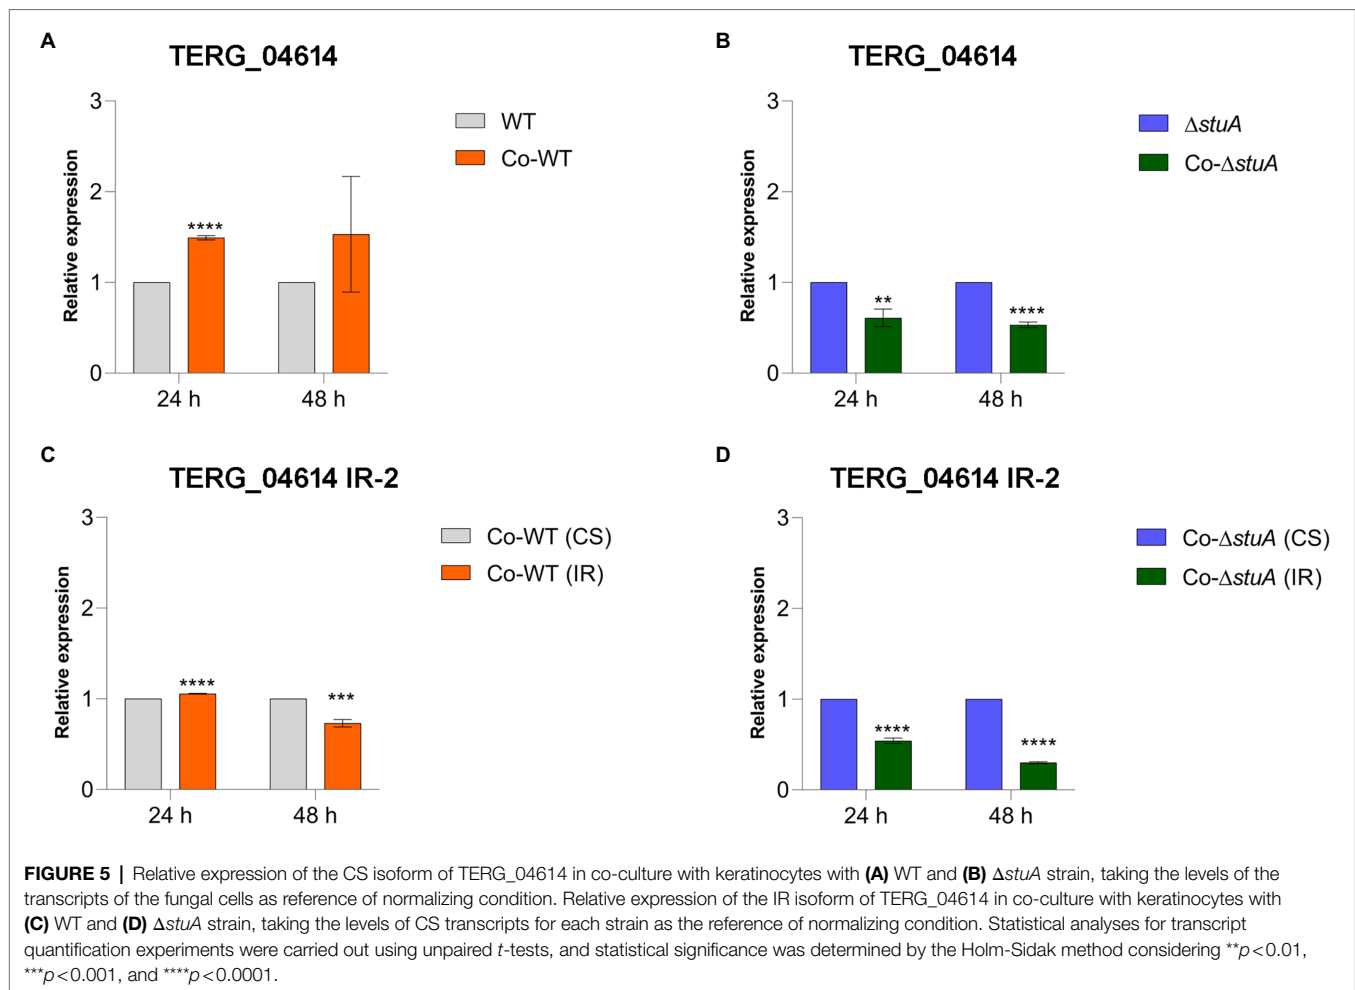 A
TERG_04614
3
2
1
0
Relative expression
****
24 h
48 h
WT
Co-WT
B
TERG_04614
3
2
1
0
Relative expression
**
****
24 h
48 h
ΔstuA
Co-ΔstuA
C
TERG_04614 IR-2
3
2
1
0
Relative expression
****
***
24 h
48 h
Co-WT (CS)
Co-WT (IR)
D
TERG_04614 IR-2
3
2
1
0
Relative expression
****
****
24 h
48 h
Co-ΔstuA (CS)
Co-ΔstuA (IR)
FIGURE 5 | Relative expression of the CS isoform of TERG_04614 in co-culture with keratinocytes with (A) WT and (B) ΔstuA strain, taking the levels of the
transcripts of the fungal cells as reference of normalizing condition. Relative expression of the IR isoform of TERG_04614 in co-culture with keratinocytes with
(C) WT and (D) ΔstuA strain, taking the levels of CS transcripts for each strain as the reference of normalizing condition. Statistical analyses for transcript
quantification experiments were carried out using unpaired t-tests, and statistical significance was determined by the Holm-Sidak method considering **p<0.01,
***p<0.001, and ****p<0.0001.